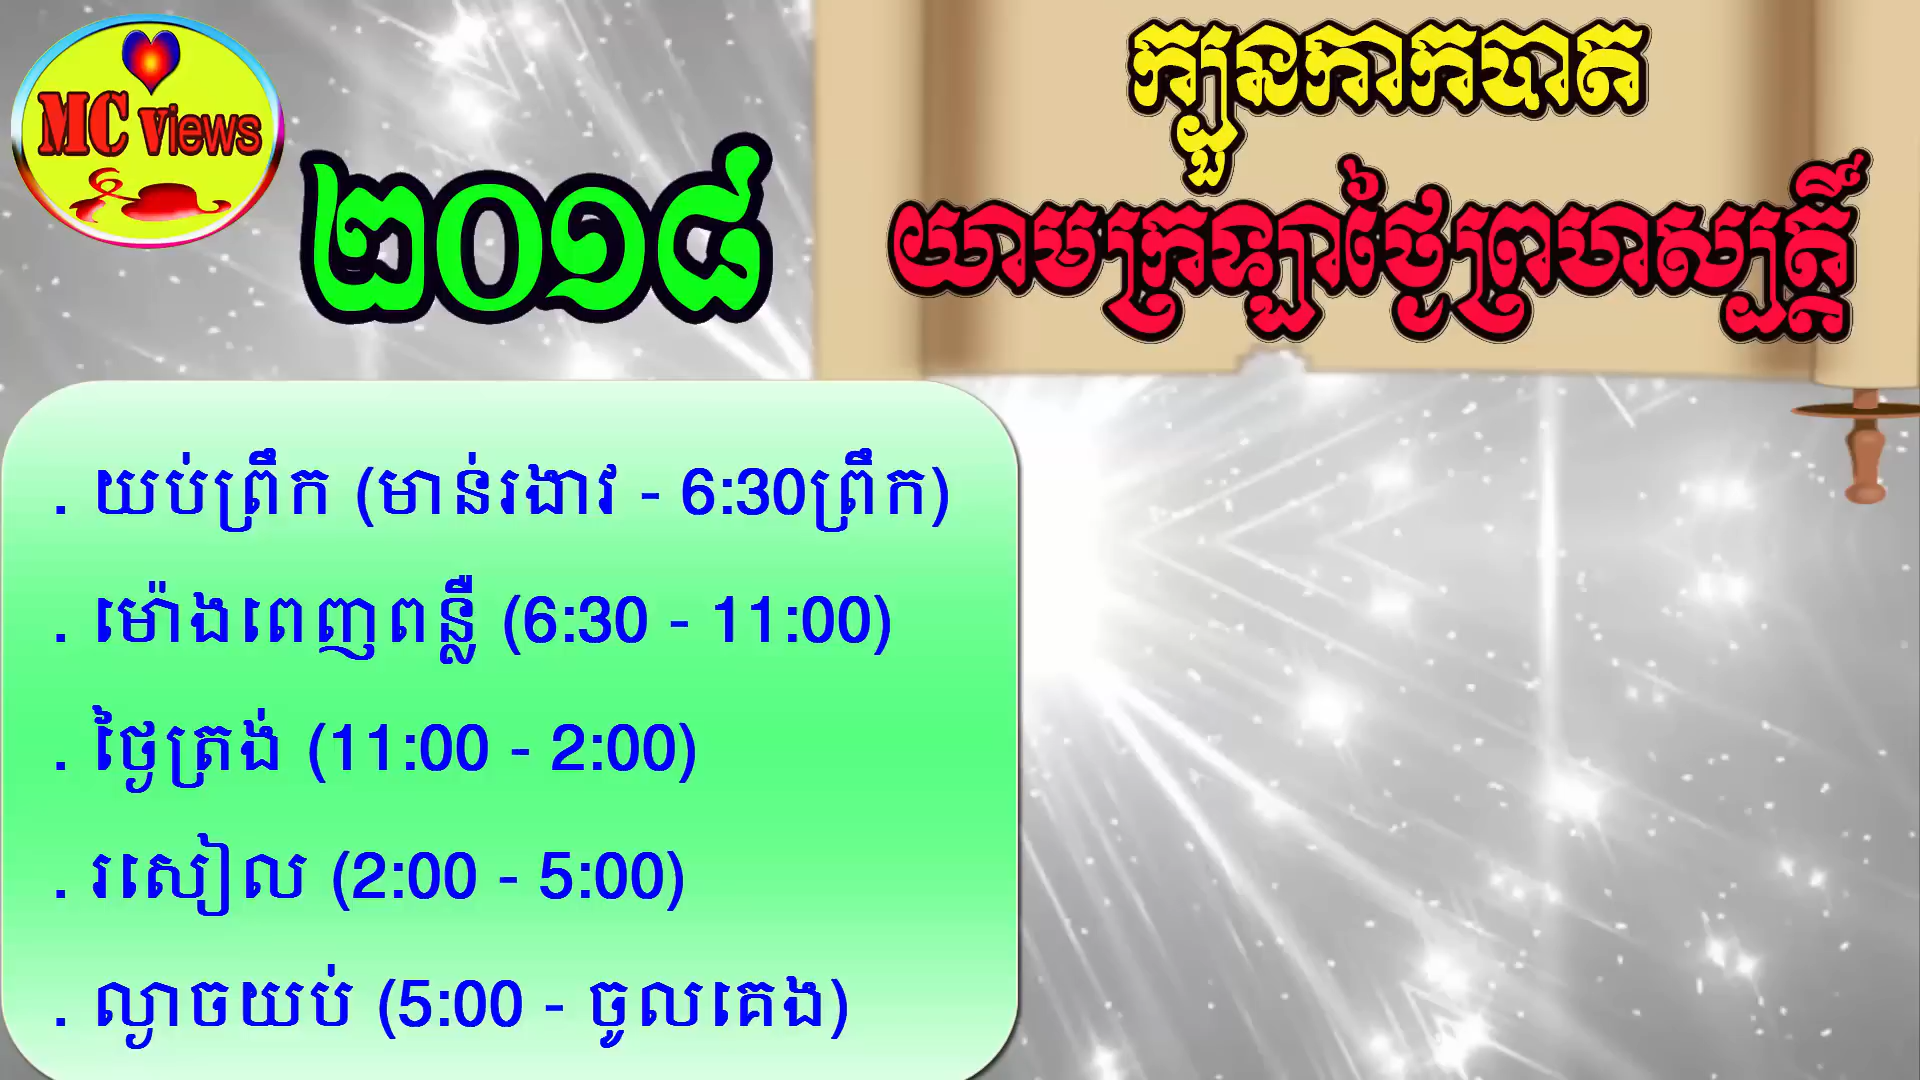 MC Views
២០១៨
ក្បួនកាកបាត
យាមក្រឡាថ្ងៃព្រហស្បត្តិ៍
. យប់ព្រឹក (មាន់រងាវ - 6:30ព្រឹក)
. ម៉ោងពេញពន្លឺ (6:30 - 11:00)
. ថ្ងៃត្រង់ (11:00 - 2:00)
. រសៀល (2:00 - 5:00)
. ល្ងាចយប់ (5:00 - ចូលគេង)